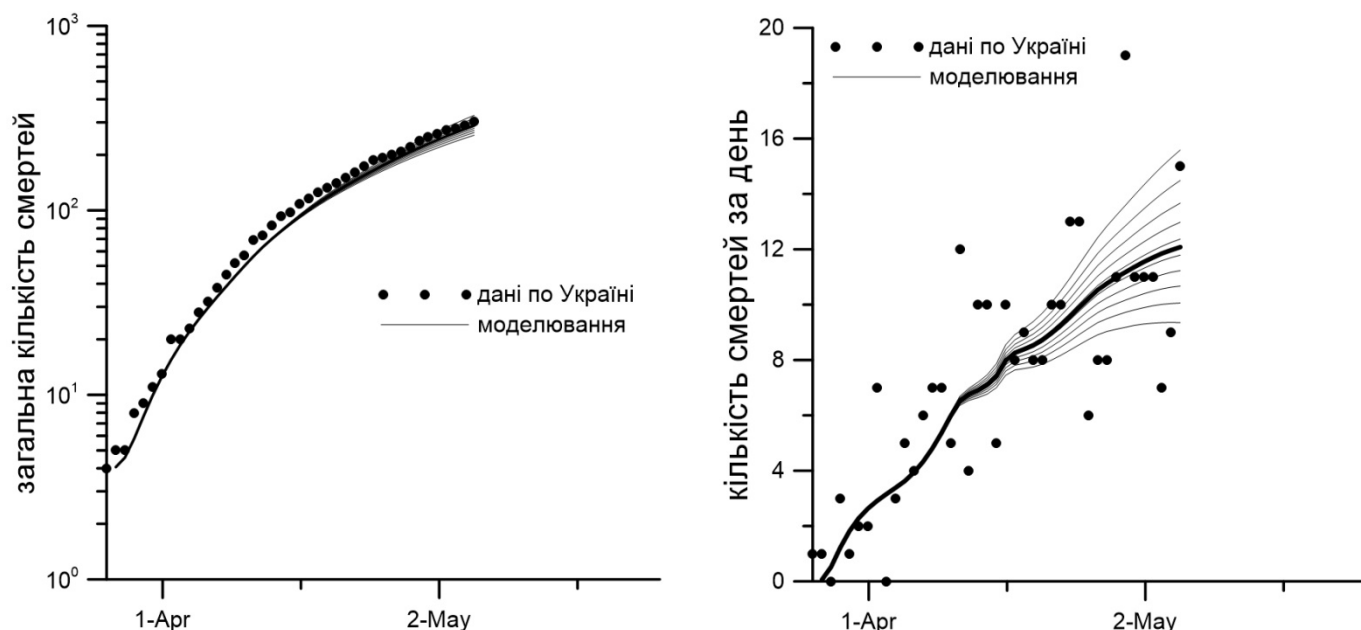 10³
10²
10¹
10⁰
загальна кількість смертей
дані по Україні
моделювання
1-Apr
2-May
20
16
12
8
4
0
кількість смертей за день
дані по Україні
моделювання
1-Apr
2-May